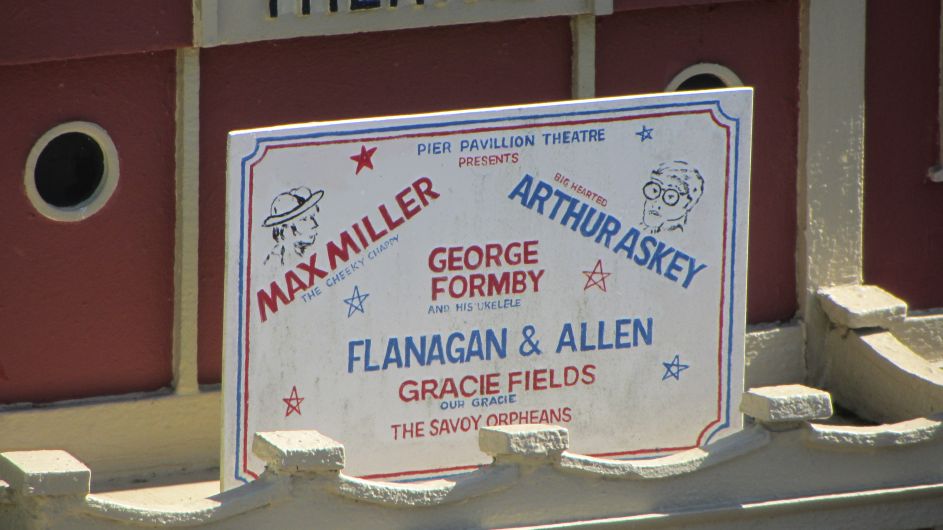 PIER PAVILLION THEATRE
PRESENTS
MAX MILLER
THE CHEEKY CHAPPY
BIG HEARTED
ARTHUR ASKEY
GEORGE
FORMBY
AND HIS UKELELE
FLANAGAN & ALLEN
GRACIE FIELDS
OUR GRACIE
THE SAVOY ORPHEANS